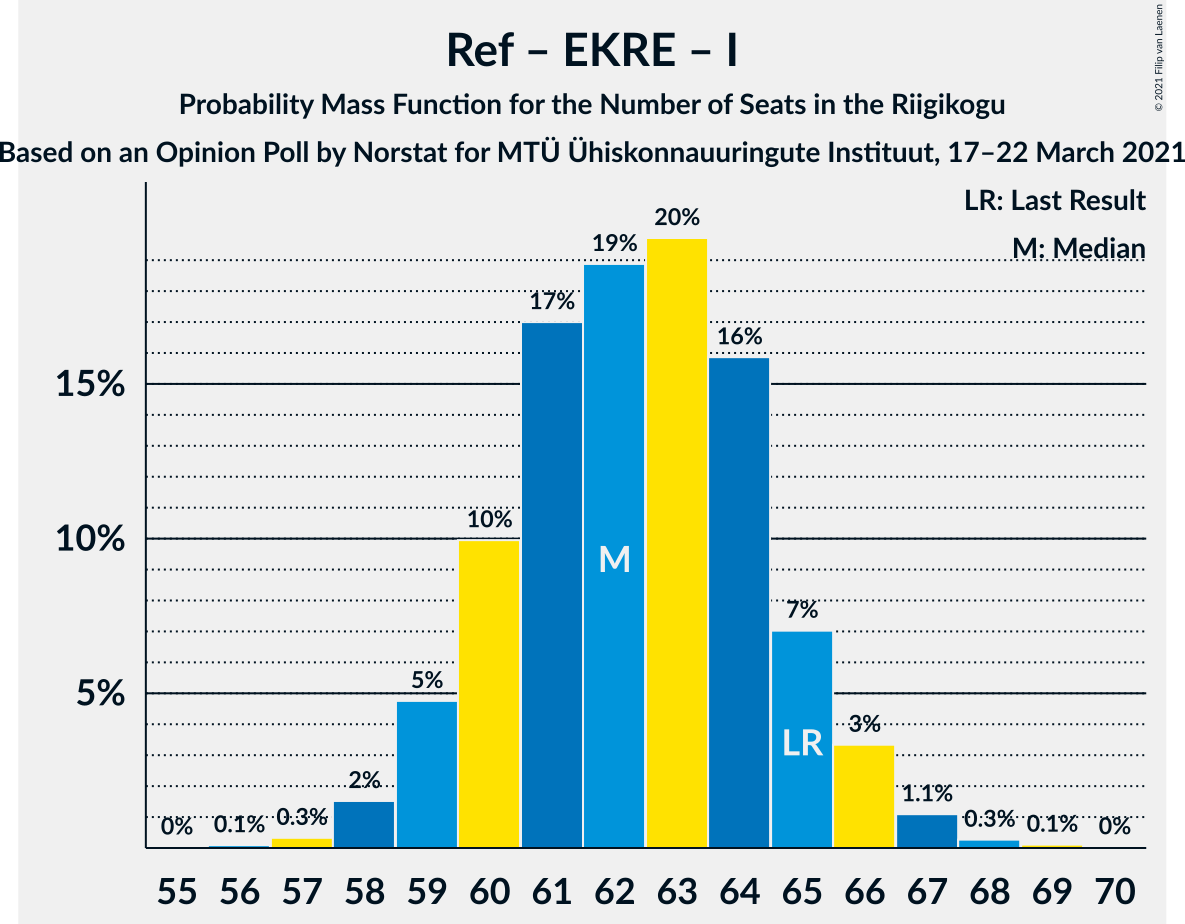 Ref – EKRE – I
Probability Mass Function for the Number of Seats in the Riigikogu
Based on an Opinion Poll by Norstat for MTÜ Ühiskonnauuringute Instituut, 17–22 March 2021
© 2021 Filip van Laenen
LR: Last Result
M: Median
15%
10%
5%
0%
0.1%
0.3%
2%
5%
10%
17%
19%
20%
16%
7%
3%
1.1%
0.3%
0.1%
0%
M
LR
55 56 57 58 59 60 61 62 63 64 65 66 67 68 69 70